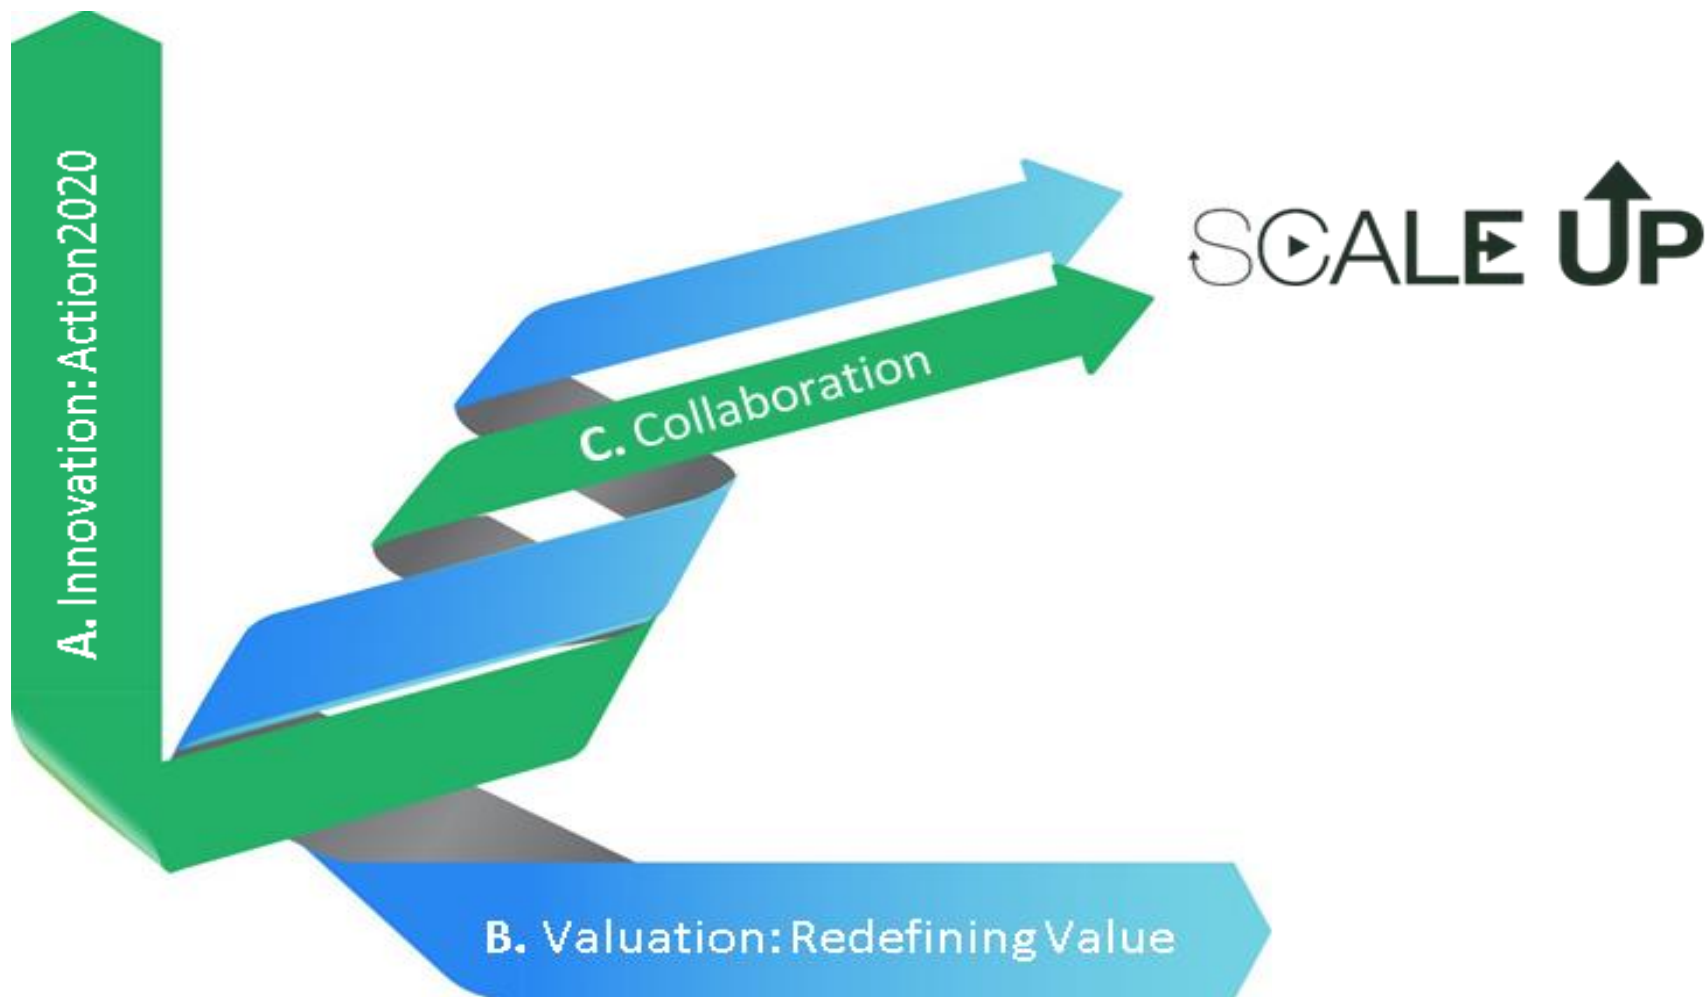 A. Innovation: Action2020
SCALE UP
C. Collaboration
B. Valuation: Redefining Value